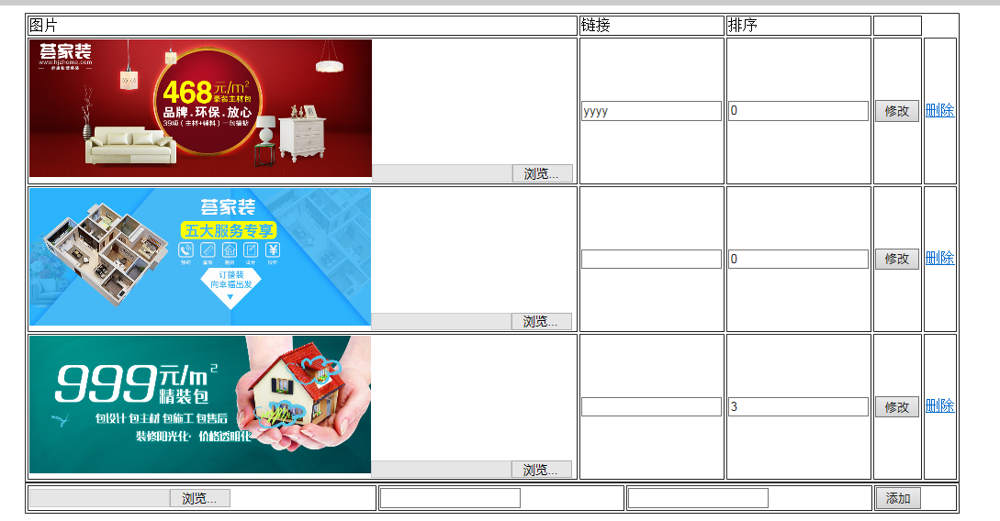 图片 链接 排序
荟家装
www.hjzhome.com
468元/m²
豪装主材包
品牌.环保.放心
39项(主材+辅料)一包搞掂
浏览...
yyyy
0
修改
删除
荟家装
五大服务专享
设计
订整装
向幸福出发
浏览...
0
修改
删除
999元/m²
精装包
包设计 包主材 包施工 包售后
装修阳光化·价格透明化
浏览...
3
修改
删除
浏览...
添加